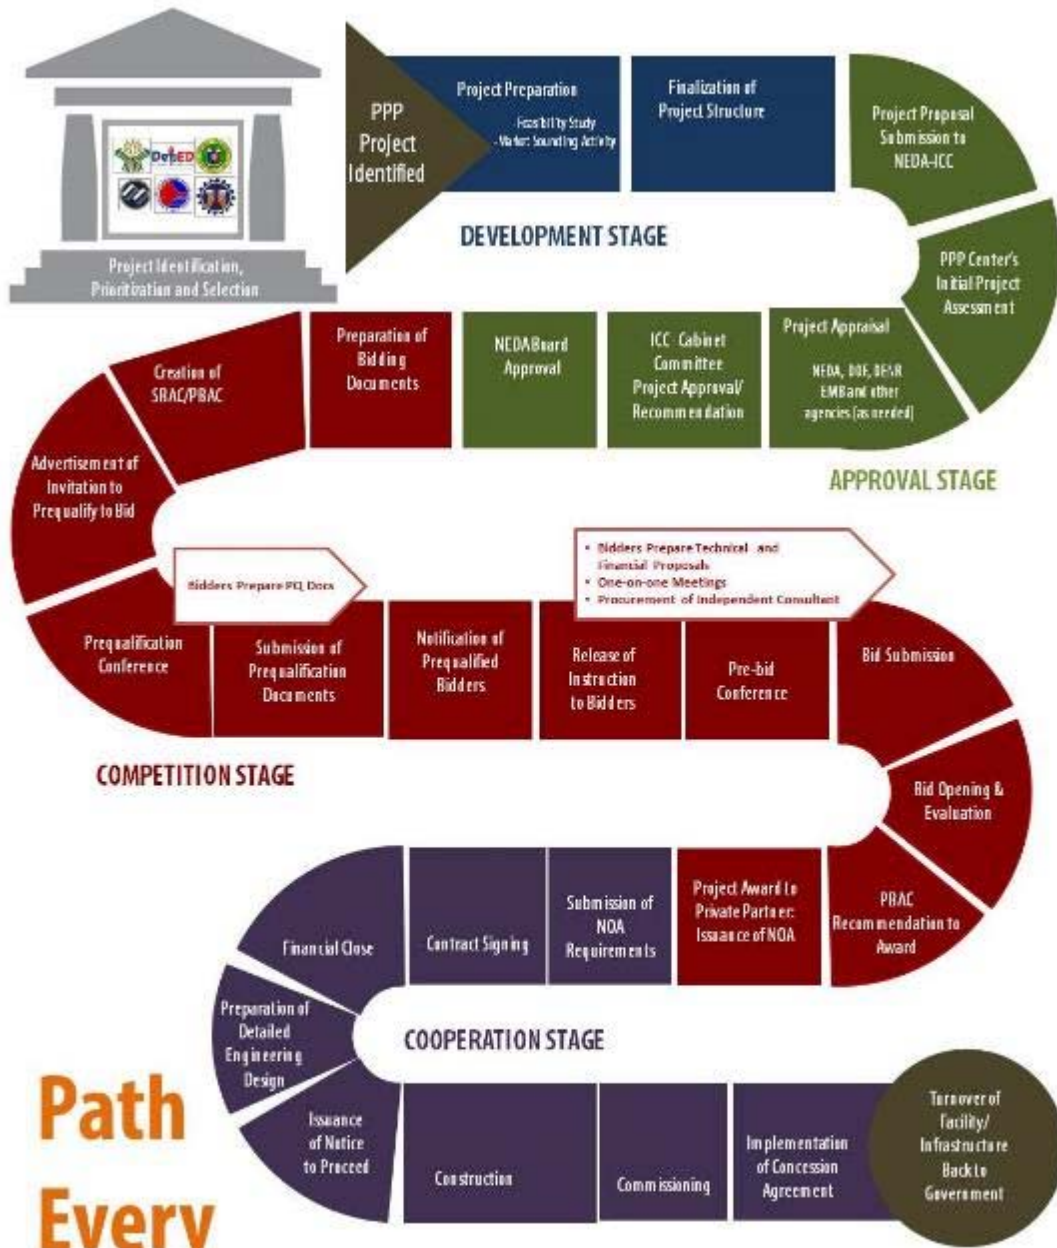 DepED
Project Identification,
Prioritization and Selection
PPP
Project
Identified
Project Preparation
- Feasibility Study
- Market Sounding Activity
Finalization of
Project Structure
DEVELOPMENT STAGE
Project Proposal
Submission to
NEDA-ICC
PPP Center's
Initial Project
Assessment
Project Appraisal
NEDA, DOF, DENR
EMB and other
agencies (as needed)
ICC - Cabinet
Committee
Project Approval/
Recommendation
NEDA Board
Approval
APPROVAL STAGE
Preparation of
Bidding
Documents
Creation of
SBAC/PBAC
Advertisement of
Invitation to
Prequalify to Bid
Prequalification
Conference
Bidders Prepare PQ Docs
Submission of
Prequalification
Documents
Notification of
Prequalified
Bidders
Release of
Instruction
to Bidders
• Bidders Prepare Technical and
Financial Proposals
• One-on-one Meetings
• Procurement of Independent Consultant
Pre-bid
Conference
Bid Submission
COMPETITION STAGE
Bid Opening &
Evaluation
PBAC
Recommendation to
Award
Project Award to
Private Partner:
Issuance of NOA
Submission of
NOA
Requirements
Contract Signing
Financial Close
COOPERATION STAGE
Preparation of
Detailed
Engineering
Design
Issuance
of Notice
to Proceed
Construction
Commissioning
Implementation
of Concession
Agreement
Turnover of
Facility/
Infrastructure
Back to
Government
Path
Every